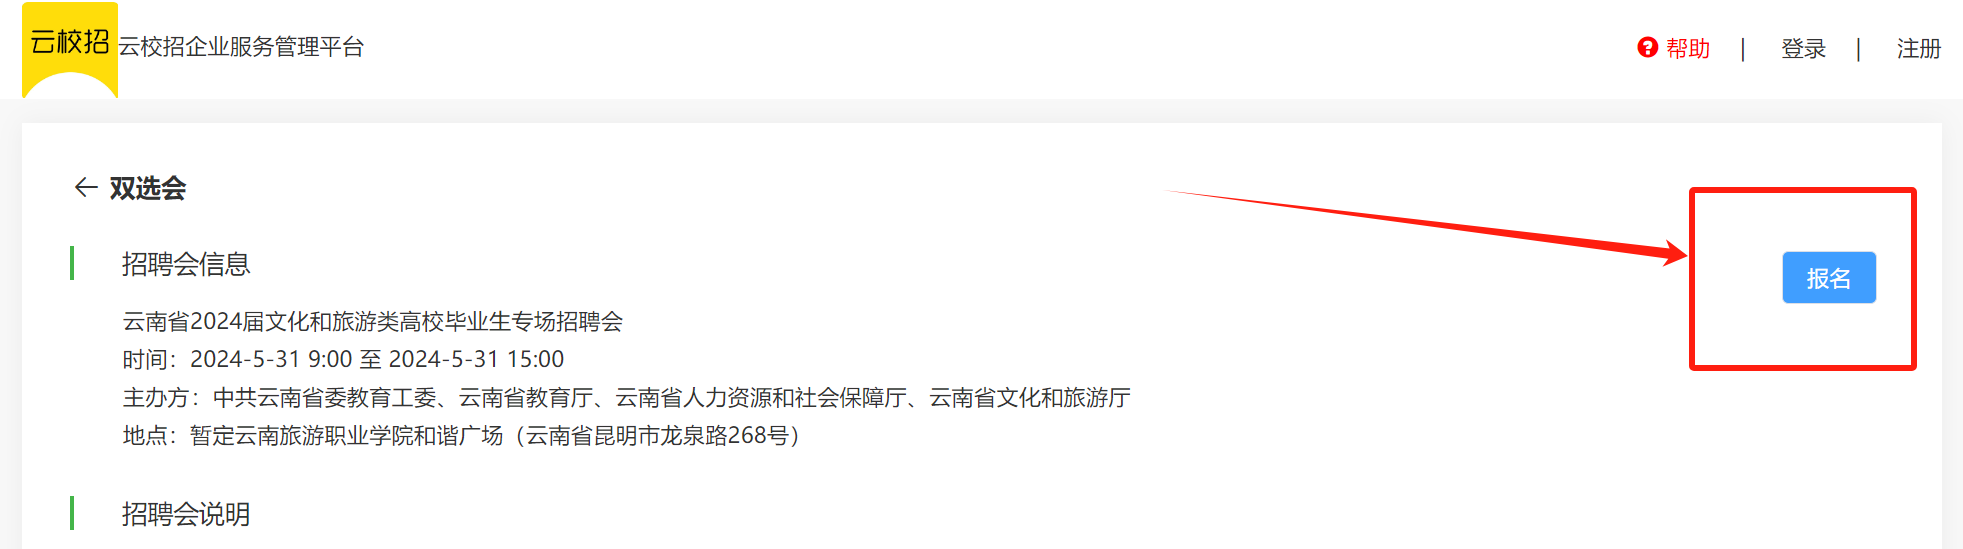 云校招 云校招企业服务管理平台
? 帮助 | 登录 | 注册
← 双选会
招聘会信息
报名
云南省2024届文化和旅游类高校毕业生专场招聘会
时间：2024-5-31 9:00 至 2024-5-31 15:00
主办方：中共云南省委教育工委、云南省教育厅、云南省人力资源和社会保障厅、云南省文化和旅游厅
地点：暂定云南旅游职业学院和谐广场（云南省昆明市龙泉路268号）
招聘会说明